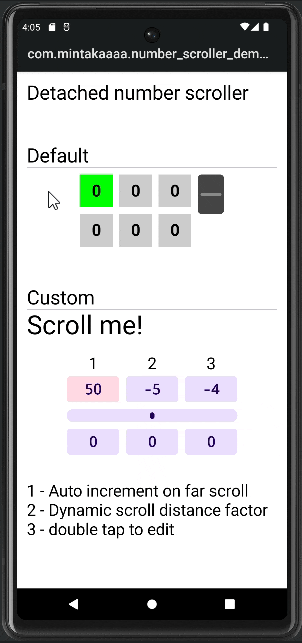 4:05
com.mintakaaaa.number_scroller_dem...
Detached number scroller
Default
0 0 0
0 0 0
Custom
Scroll me!
1 2 3
50 -5 -4
0 0 0
1 - Auto increment on far scroll
2 - Dynamic scroll distance factor
3 - double tap to edit